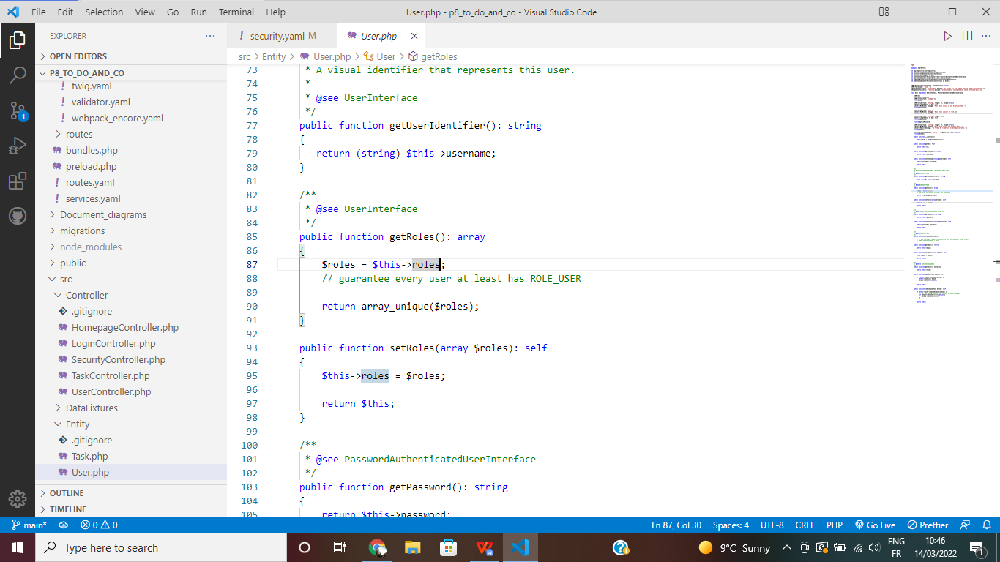 File Edit Selection View Go Run Terminal Help
User.php - p8_to_do_and_co - Visual Studio Code
EXPLORER
OPEN EDITORS
P8_TO_DO_AND_CO
twig.yaml
! validator.yaml
! webpack_encore.yaml
routes
bundles.php
preload.php
! routes.yaml
! services.yaml
Document_diagrams
migrations
node_modules
public
src
Controller
.gitignore
HomepageController.php
LoginController.php
SecurityController.php
TaskController.php
UserController.php
DataFixtures
Entity
.gitignore
Task.php
User.php
OUTLINE
TIMELINE
1
! security.yaml M
User.php
src > Entity > User.php > User > getRoles
73 * A visual identifier that represents this user.
74 *
75 * @see UserInterface
76 */
77 public function getUserIdentifier(): string
78 {
79 return (string) $this->username;
80 }
81
82 /**
83 * @see UserInterface
84 */
85 public function getRoles(): array
86 {
87 $roles = $this->roles;
88 // guarantee every user at least has ROLE_USER
89
90 return array_unique($roles);
91 }
92
93 public function setRoles(array $roles): self
94 {
95 $this->roles = $roles;
96
97 return $this;
98 }
99
100 /**
101 * @see PasswordAuthenticatedUserInterface
102 */
103 public function getPassword(): string
104 {
105 return $this->password;
main* 0 0
Ln 87, Col 30 Spaces: 4 UTF-8 CRLF PHP Go Live Prettier
Type here to search
9°C Sunny
ENG
FR
10:46
14/03/2022
1